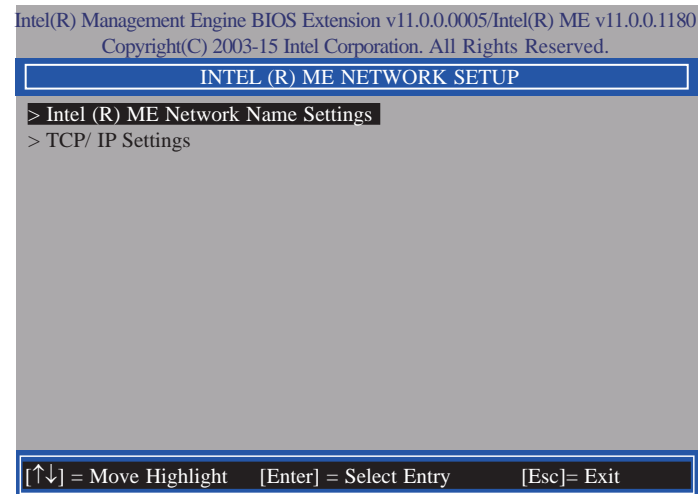 Intel(R) Management Engine BIOS Extension v11.0.0.0005/Intel(R) ME v11.0.0.1180
Copyright(C) 2003-15 Intel Corporation. All Rights Reserved.
INTEL (R) ME NETWORK SETUP
> Intel (R) ME Network Name Settings
> TCP/ IP Settings
[↑↓] = Move Highlight [Enter] = Select Entry [Esc]= Exit